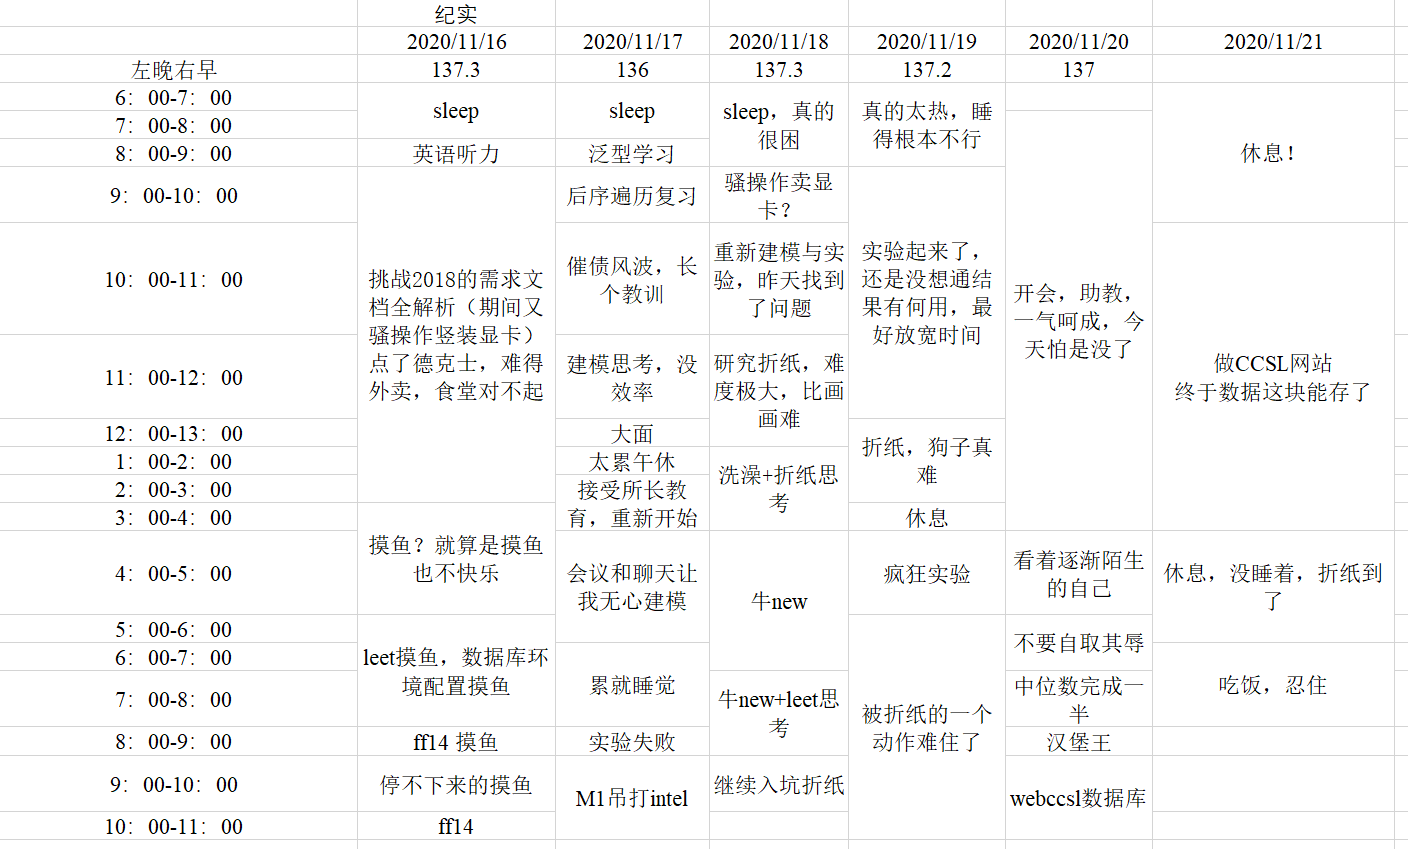 纪实
2020/11/16 2020/11/17 2020/11/18 2020/11/19 2020/11/20 2020/11/21
左晚右早 137.3 136 137.3 137.2 137
6：00-7：00
7：00-8：00
8：00-9：00
9：00-10：00
10：00-11：00
11：00-12：00
12：00-13：00
1：00-2：00
2：00-3：00
3：00-4：00
4：00-5：00
5：00-6：00
6：00-7：00
7：00-8：00
8：00-9：00
9：00-10：00
10：00-11：00
sleep
英语听力
挑战2018的需求文
档全解析（期间又
骚操作竖装显卡）
点了德克士，难得
外卖，食堂对不起
摸鱼？就算是摸鱼
也不快乐
leet摸鱼，数据库环
境配置摸鱼
ff14 摸鱼
停不下来的摸鱼
ff14
sleep
泛型学习
后序遍历复习
催债风波，长
个教训
建模思考，没
效率
大面
太累午休
接受所长教
育，重新开始
会议和聊天让
我无心建模
累就睡觉
实验失败
M1吊打intel
sleep，真的
很困
骚操作卖显
卡？
重新建模与实
验，昨天找到
了问题
研究折纸，难
度极大，比画
画难
洗澡+折纸思
考
牛new
牛new+leet思
考
继续入坑折纸
真的太热，睡
得根本不行
实验起来了，
还是没想通结
果有何用，最
好放宽时间
折纸，狗子真
难
休息
疯狂实验
被折纸的一个
动作难住了
开会，助教，
一气呵成，今
天怕是没了
看着逐渐陌生
的自己
不要自取其辱
中位数完成一
半
汉堡王
webccsl数据库
休息！
做CCSL网站
终于数据这块能存了
休息，没睡着，折纸到
了
吃饭，忍住